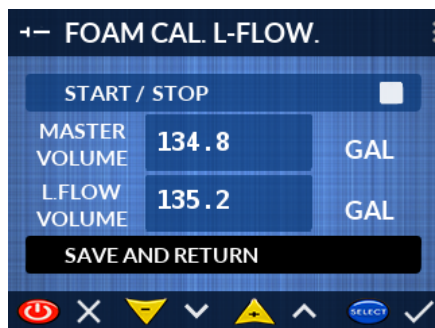 FOAM CAL. L-FLOW.
START / STOP
MASTER
VOLUME
134.8
GAL
L.FLOW
VOLUME
135.2
GAL
SAVE AND RETURN
SELECT